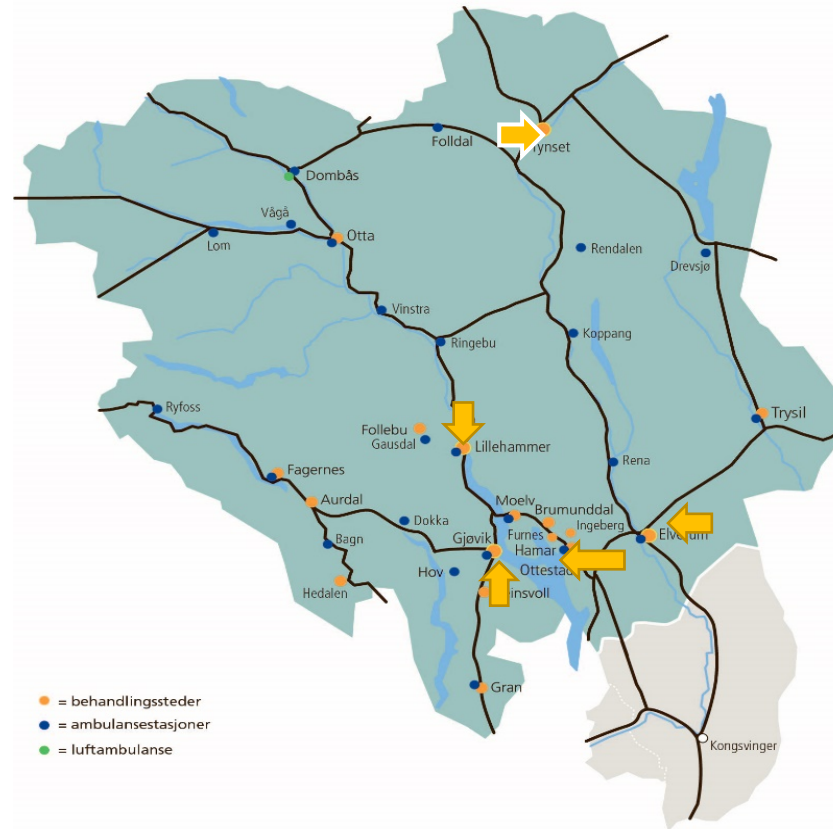 Tynset
Folldal
Dombås
Vågå
Otta
Lom
Rendalen
Drevsjø
Vinstra
Ringebu
Koppang
Ryfoss
Trysil
Follebu
Gausdal
Lillehammer
Fagernes
Rena
Aurdal
Moelv
Brumunddal
Dokka
Ingeberg
Furnes
Elverum
Bagn
Gjøvik
Hamar
Hov
Ottestad
Hedalen
Gran
= behandlingssteder
= ambulansestasjoner
= luftambulanse
Kongsvinger